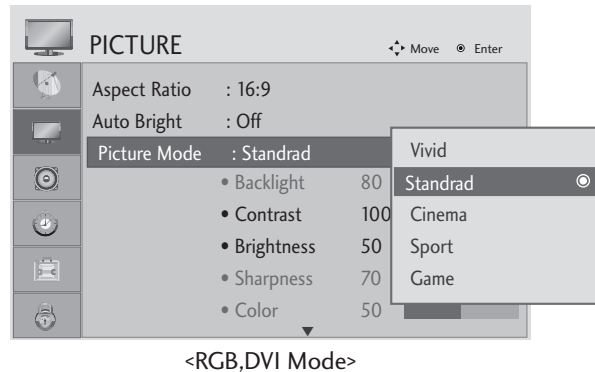 PICTURE
Move Enter
Aspect Ratio : 16:9
Auto Bright : Off
Picture Mode : Standrad
• Backlight 80
• Contrast 100
• Brightness 50
• Sharpness 70
• Color 50
Vivid
Standrad
Cinema
Sport
Game
<RGB,DVI Mode>